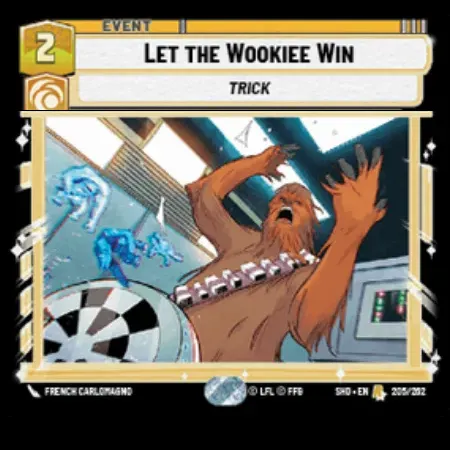 EVENT
2
LET THE WOOKIEE WIN
TRICK
FRENCH CARLOMAGNO
© LFL © FFG
SHD • EN
205/262